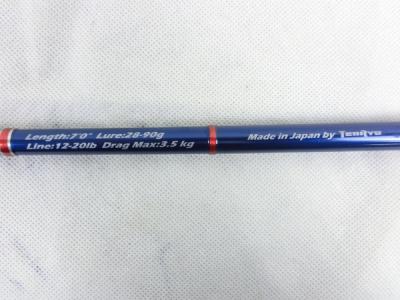 Length:7'0" Lure:28-90g
Line:12-20lb Drag Max:3.5 kg
Made in Japan by Tenryu